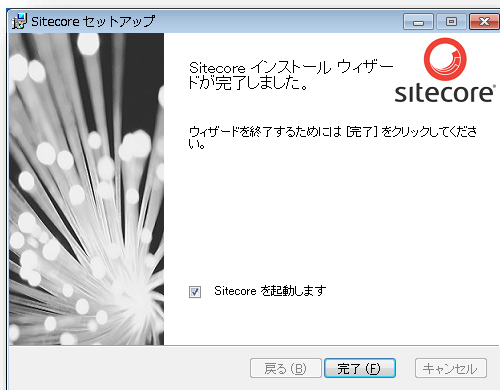 Sitecore セットアップ
Sitecore インストール ウィザー
ドが完了しました。
sitecore
ウィザードを終了するためには [完了] をクリックしてくださ
い。
Sitecore を起動します
戻る(B)
完了(F)
キャンセル